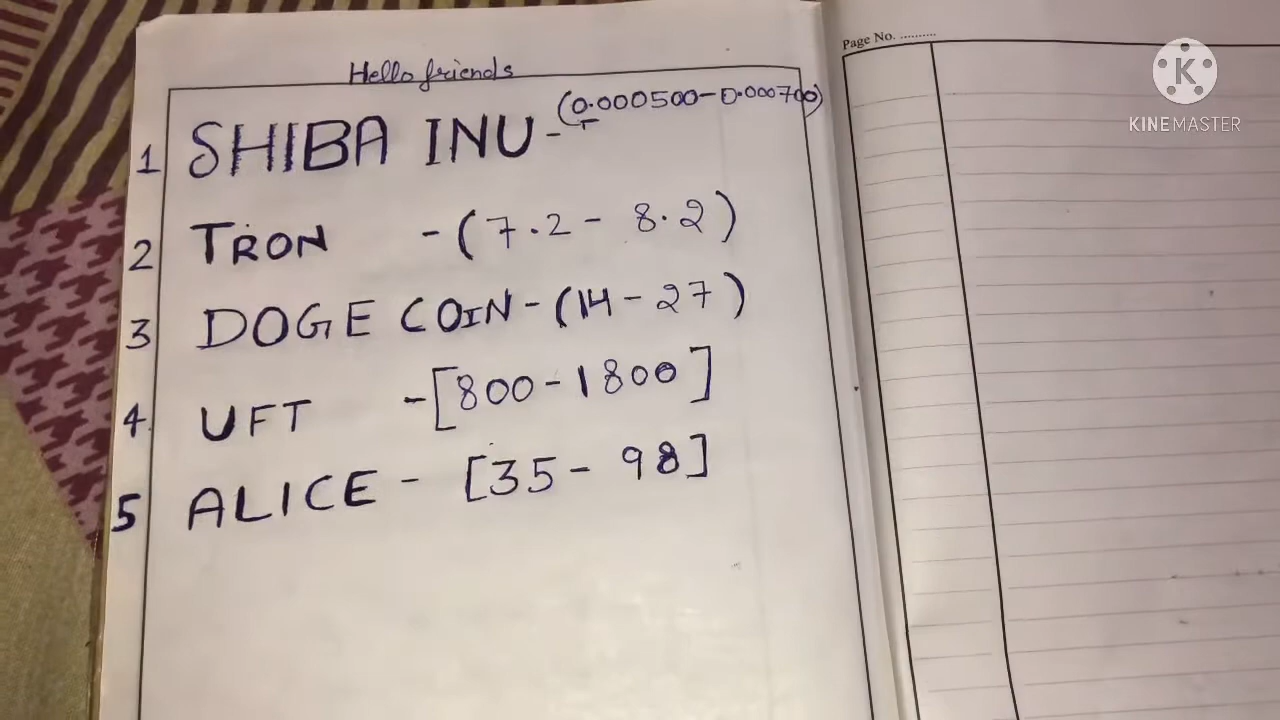 Hello friends
(0.000500-0.000700)
1 SHIBA INU-
2 TRON -(7.2- 8.2)
3 DOGE COIN-(14-27)
4. UFT -[800-1800]
5 ALICE - [35- 98]
Page No. ..........
K
KINEMASTER